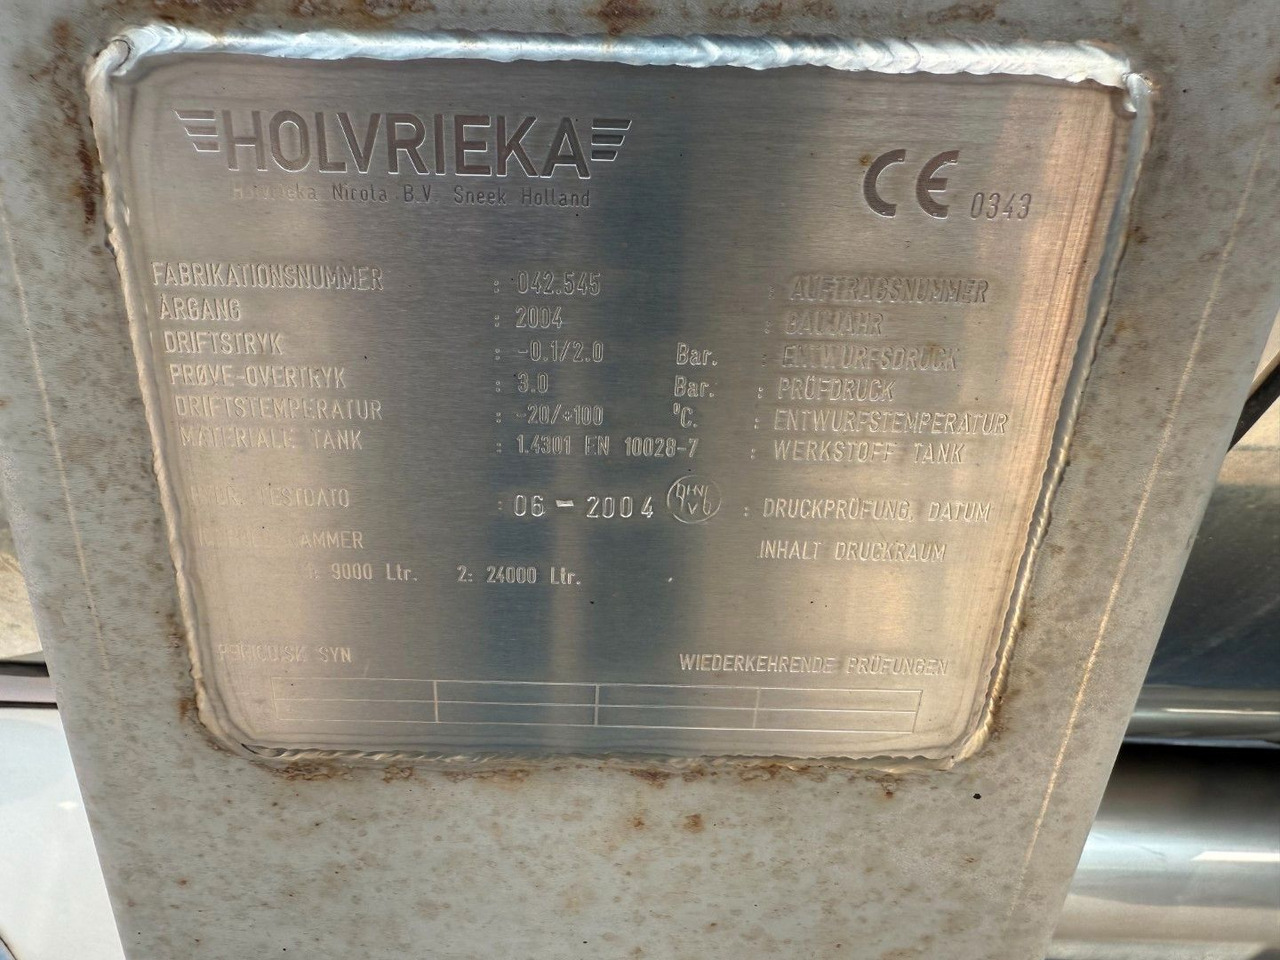 HOLVRIEKA
Nicola B.V. Sneek Holland
CE 0343
FABRIKATIONSNUMMER : 042.545 : AUFTRAGSNUMMER
ÅRGANG : 2004 : BAUJAHR
DRIFTSTRYK : -0.1/2.0 Bar. : ENTWURFSDRUCK
PRØVE-OVERTRYK : 3.0 Bar. : PRÜFDRUCK
DRIFTSTEMPERATUR : -20/+100 °C. : ENTWURFSTEMPERATUR
MATERIALE TANK : 1.4301 EN 10028-7 : WERKSTOFF TANK
: 06-2004 : DRUCKPRÜFUNG, DATUM
INHALT DRUCKRAUM
: 9000 Ltr. 2: 24000 Ltr.
SYN WIEDERKEHRENDE PRÜFUNGEN